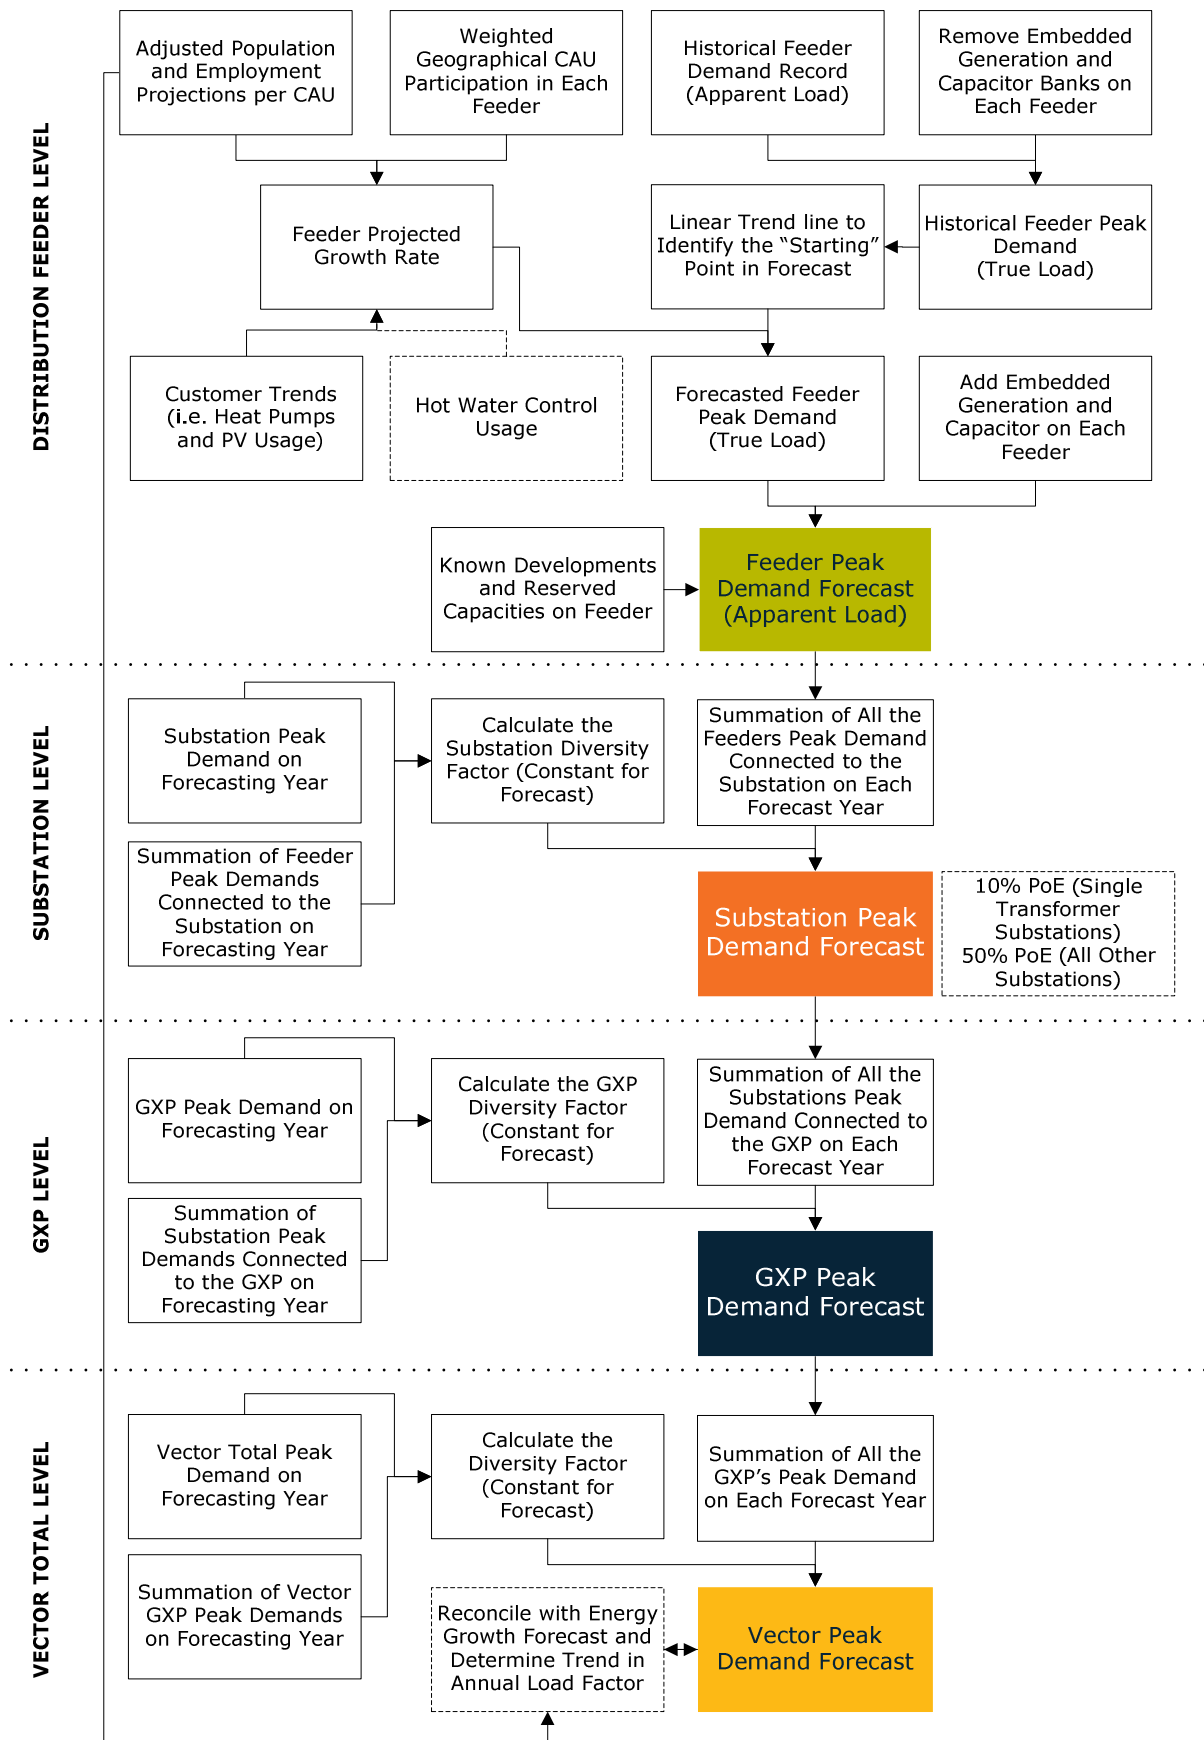 DISTRIBUTION FEEDER LEVEL
Adjusted Population
and Employment
Projections per CAU
Weighted
Geographical CAU
Participation in Each
Feeder
Historical Feeder
Demand Record
(Apparent Load)
Remove Embedded
Generation and
Capacitor Banks on
Each Feeder
Feeder Projected
Growth Rate
Linear Trend line to
Identify the “Starting”
Point in Forecast
Historical Feeder Peak
Demand
(True Load)
Customer Trends
(i.e. Heat Pumps
and PV Usage)
Hot Water Control
Usage
Forecasted Feeder
Peak Demand
(True Load)
Add Embedded
Generation and
Capacitor on Each
Feeder
Known Developments
and Reserved
Capacities on Feeder
Feeder Peak
Demand Forecast
(Apparent Load)
SUBSTATION LEVEL
Substation Peak
Demand on
Forecasting Year
Calculate the
Substation Diversity
Factor (Constant for
Forecast)
Summation of All the
Feeders Peak Demand
Connected to the
Substation on Each
Forecast Year
Summation of Feeder
Peak Demands
Connected to the
Substation on
Forecasting Year
Substation Peak
Demand Forecast
10% PoE (Single
Transformer
Substations)
50% PoE (All Other
Substations)
GXP LEVEL
GXP Peak Demand on
Forecasting Year
Calculate the GXP
Diversity Factor
(Constant for
Forecast)
Summation of All the
Substations Peak
Demand Connected to
the GXP on Each
Forecast Year
Summation of
Substation Peak
Demands Connected
to the GXP on
Forecasting Year
GXP Peak
Demand Forecast
VECTOR TOTAL LEVEL
Vector Total Peak
Demand on
Forecasting Year
Calculate the
Diversity Factor
(Constant for
Forecast)
Summation of All the
GXP’s Peak Demand
on Each Forecast Year
Summation of Vector
GXP Peak Demands
on Forecasting Year
Reconcile with Energy
Growth Forecast and
Determine Trend in
Annual Load Factor
Vector Peak
Demand Forecast